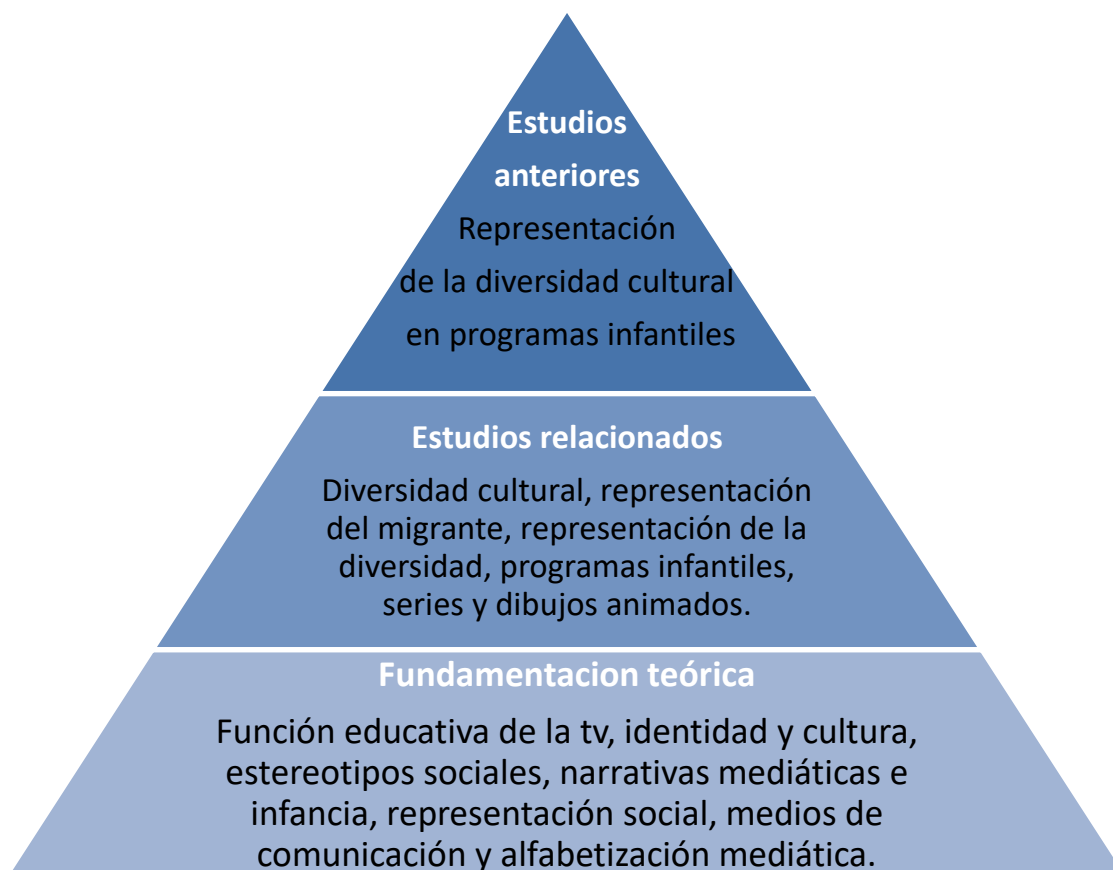 Estudios
anteriores
Representación
de la diversidad cultural
en programas infantiles
Estudios relacionados
Diversidad cultural, representación
del migrante, representación de la
diversidad, programas infantiles,
series y dibujos animados.
Fundamentacion teórica
Función educativa de la tv, identidad y cultura,
estereotipos sociales, narrativas mediáticas e
infancia, representación social, medios de
comunicación y alfabetización mediática.